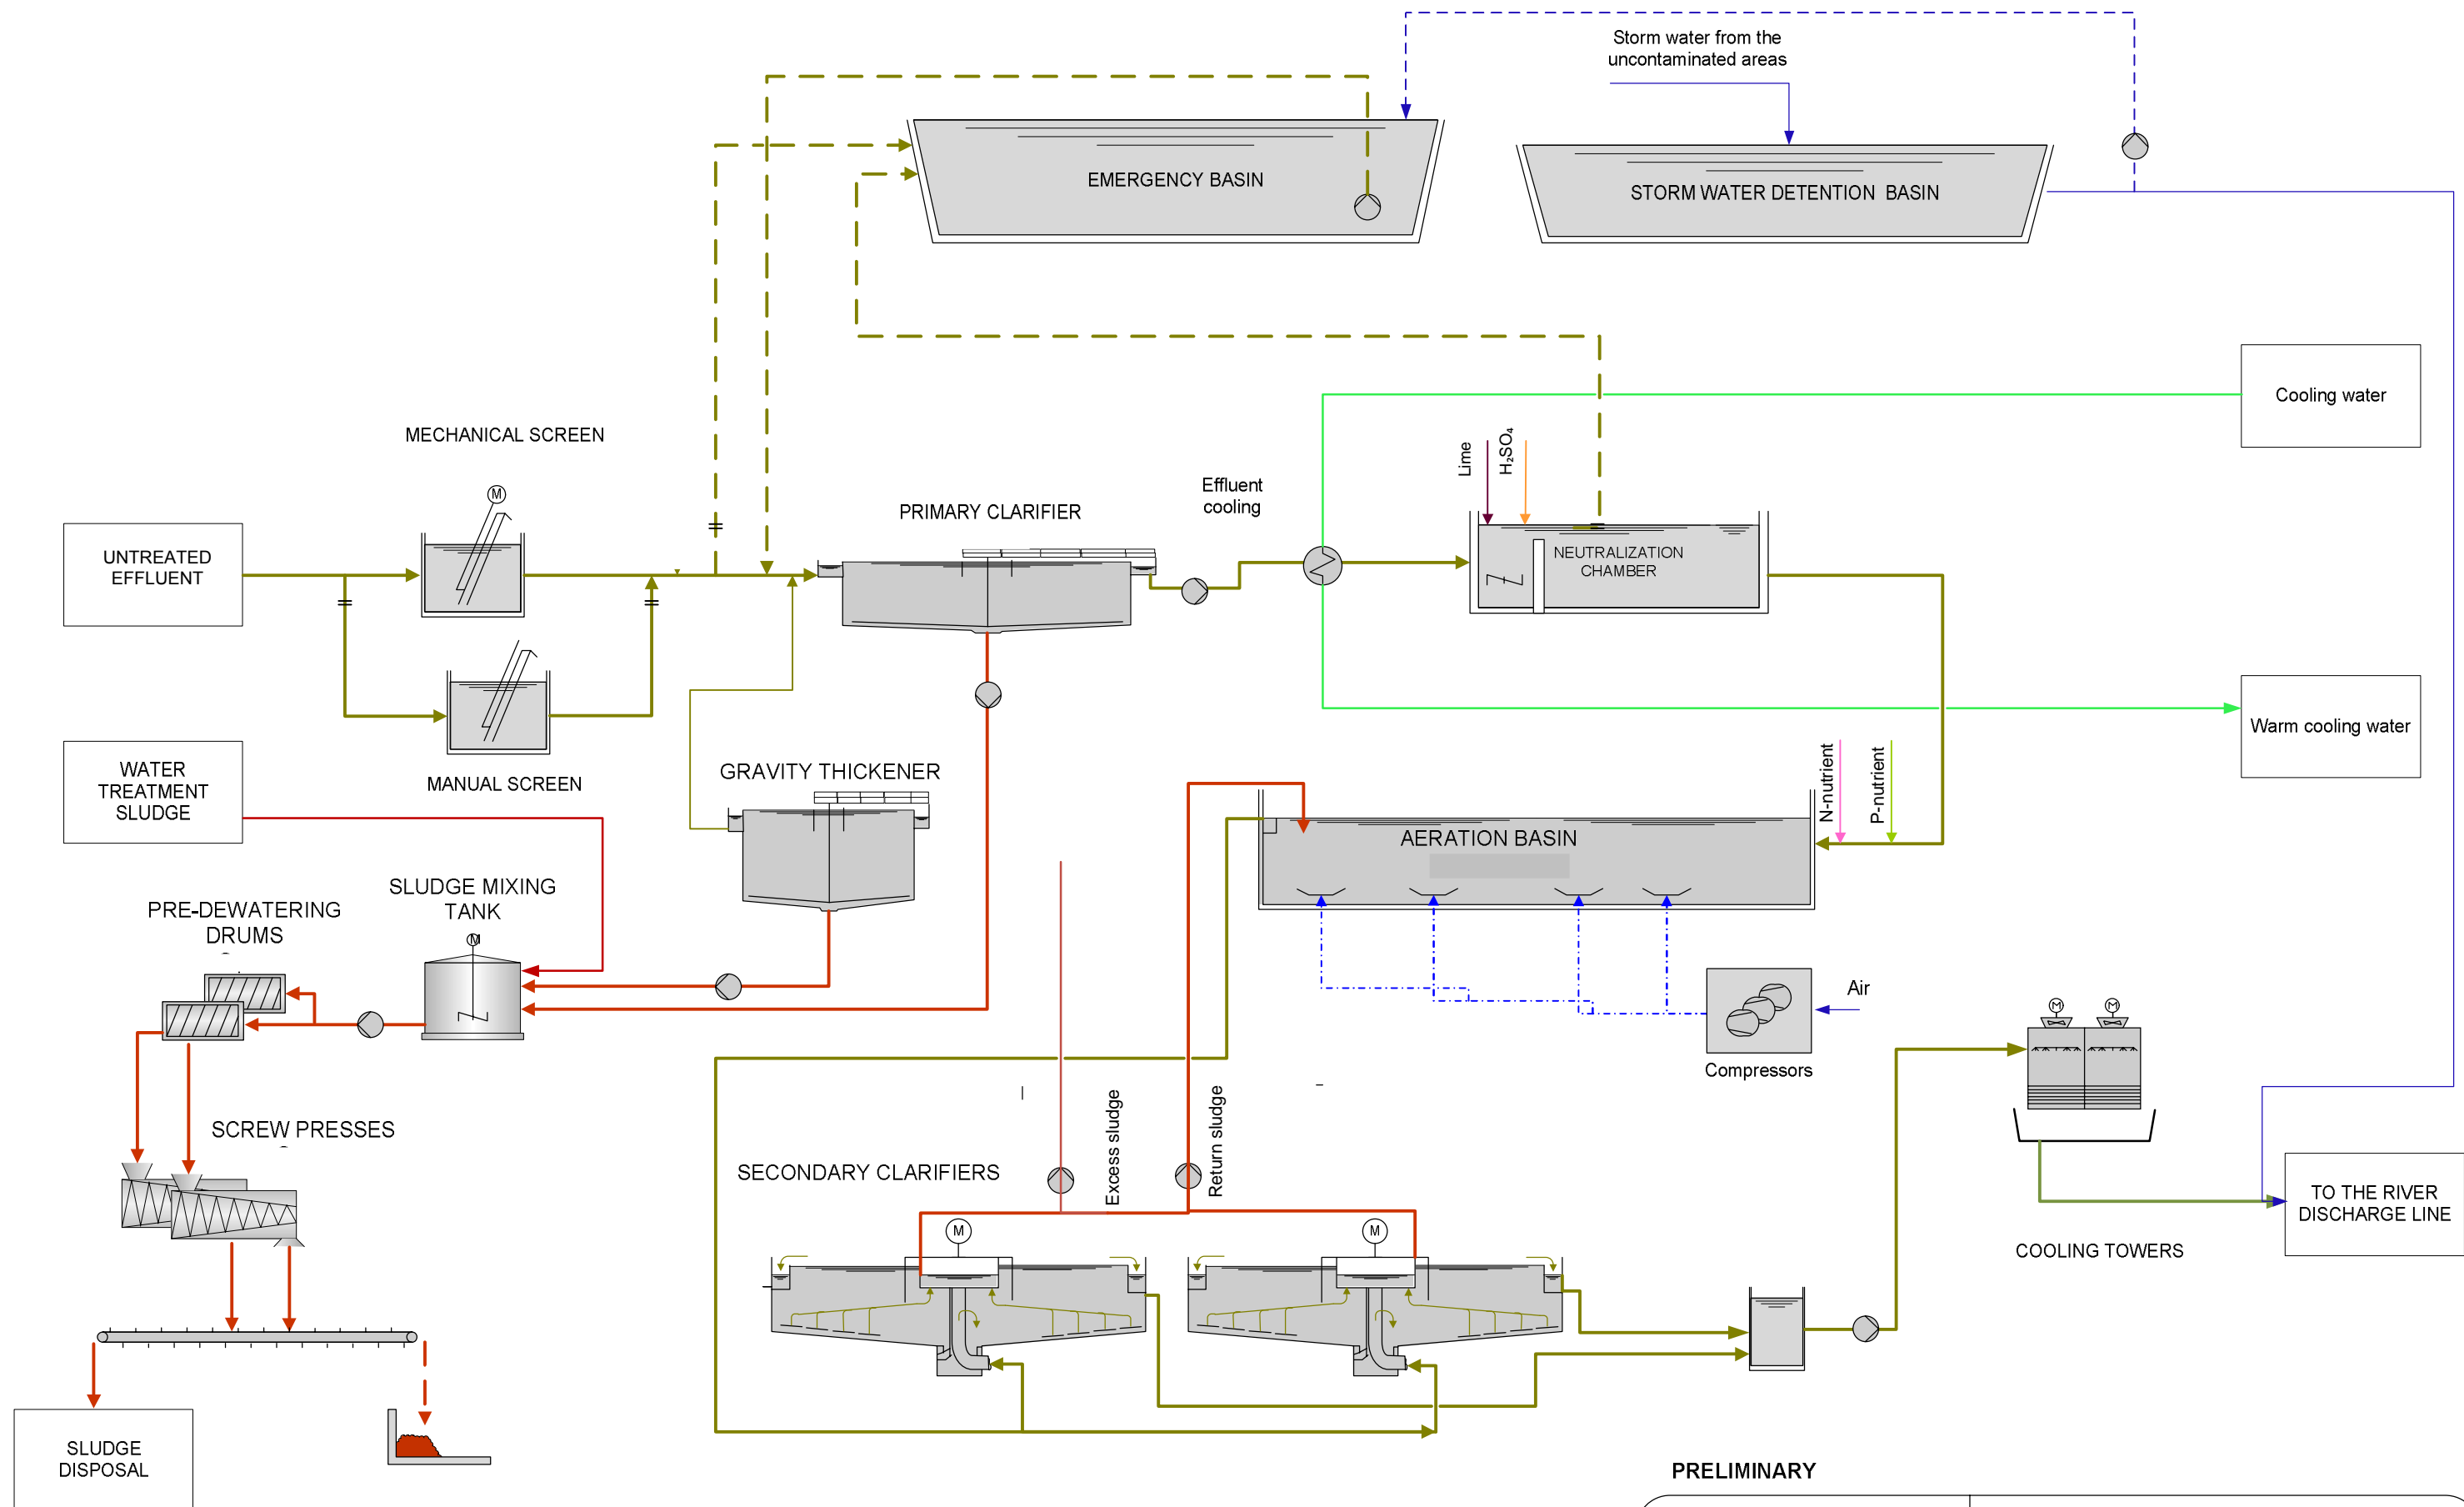 Storm water from the
uncontaminated areas
EMERGENCY BASIN
STORM WATER DETENTION BASIN
Cooling water
MECHANICAL SCREEN
Lime
H₂SO₄
Effluent
cooling
PRIMARY CLARIFIER
M
UNTREATED
EFFLUENT
NEUTRALIZATION
CHAMBER
Warm cooling water
WATER
TREATMENT
SLUDGE
MANUAL SCREEN
GRAVITY THICKENER
N-nutrient
P-nutrient
AERATION BASIN
SLUDGE MIXING
TANK
PRE-DEWATERING
DRUMS
M
Air
M
M
Compressors
SCREW PRESSES
Excess sludge
Return sludge
SECONDARY CLARIFIERS
TO THE RIVER
DISCHARGE LINE
M
M
COOLING TOWERS
SLUDGE
DISPOSAL
PRELIMINARY